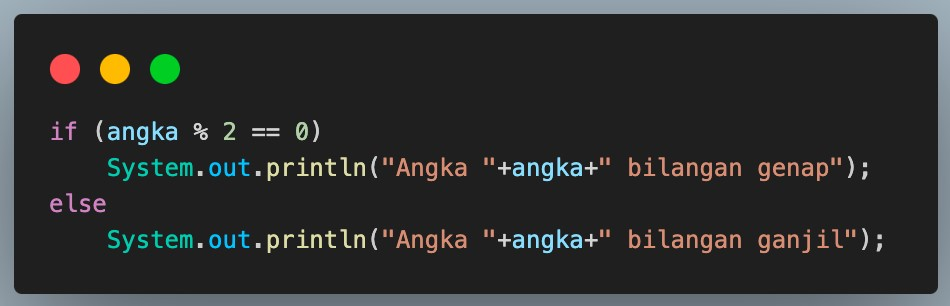 if (angka % 2 == 0)
    System.out.println("Angka "+angka+" bilangan genap");
else
    System.out.println("Angka "+angka+" bilangan ganjil");